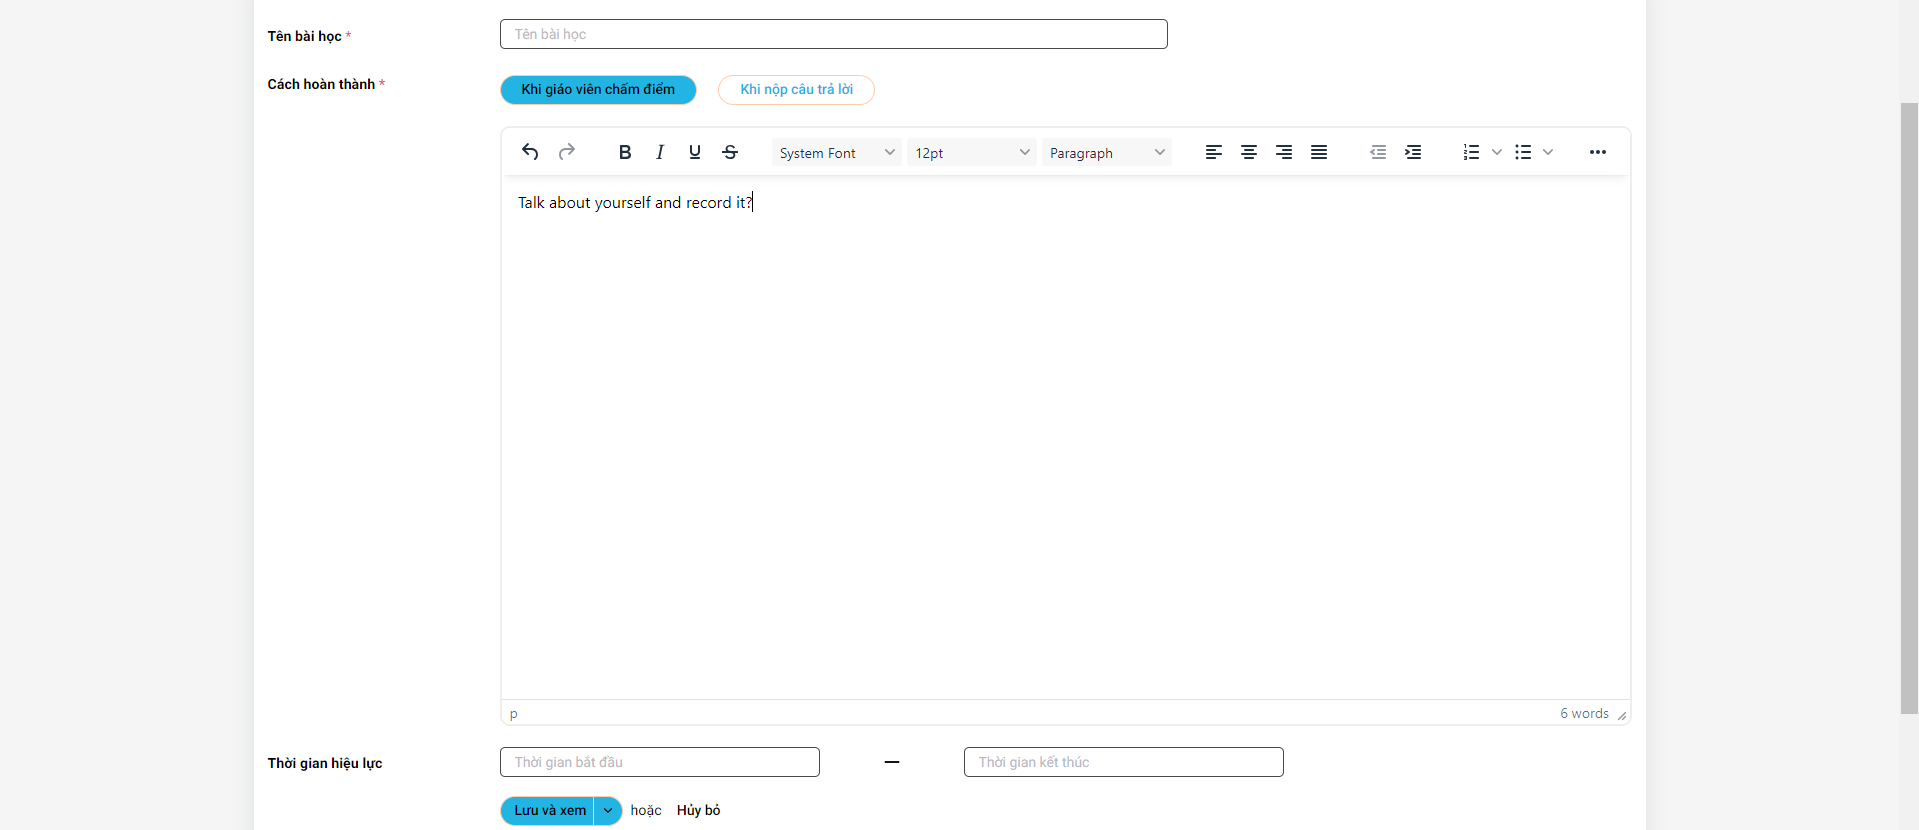 Tên bài học *
Tên bài học
Cách hoàn thành *
Khi giáo viên chấm điểm
Khi nộp câu trả lời
B I U S
System Font
12pt
Paragraph
Talk about yourself and record it?
p
6 words
Thời gian hiệu lực
Thời gian bắt đầu
—
Thời gian kết thúc
Lưu và xem
hoặc
Hủy bỏ